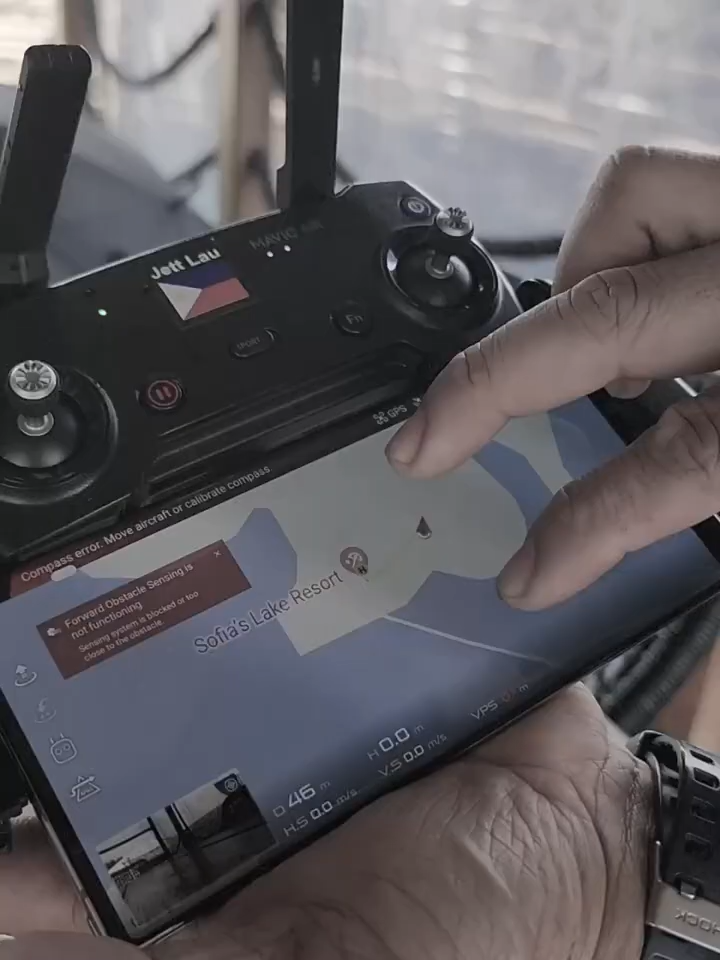 Jett Lau
MAVIC AIR
SPORT
Fn
GPS
Compass error. Move aircraft or calibrate compass
Forward Obstacle Sensing is
not functioning
Sensing system is blocked or too
close to the obstacle.
Sofia's Lake Resort
N
D 46 m
H 0.0 m
VPS
m
H.S 0.0 m/s
V.S 0.0 m/s
SHOCK